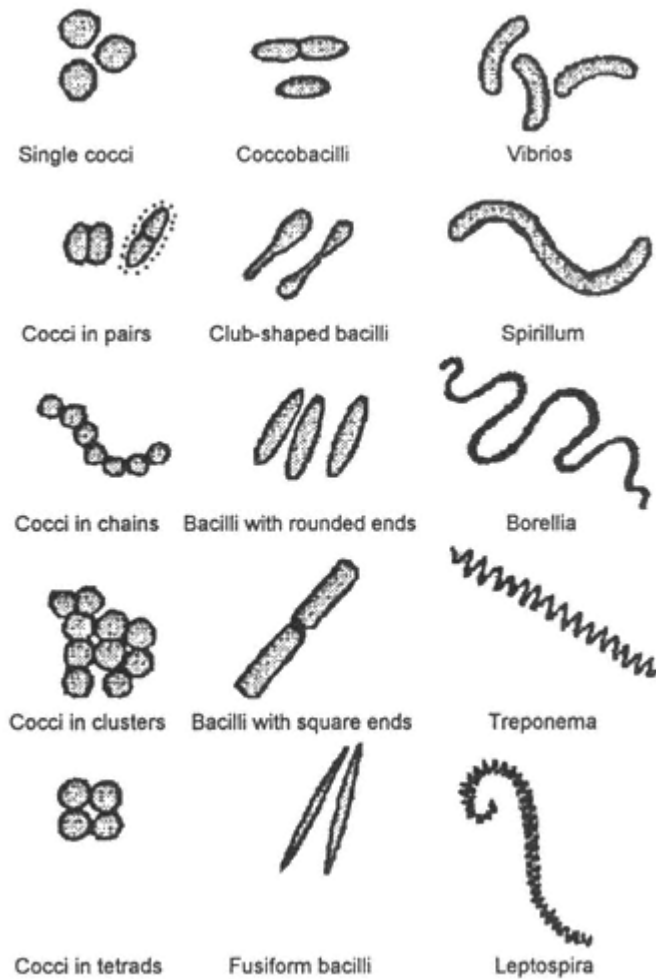 Single cocci
Coccobacilli
Vibrios
Cocci in pairs
Club-shaped bacilli
Spirillum
Cocci in chains
Bacilli with rounded ends
Borellia
Cocci in clusters
Bacilli with square ends
Treponema
Cocci in tetrads
Fusiform bacilli
Leptospira